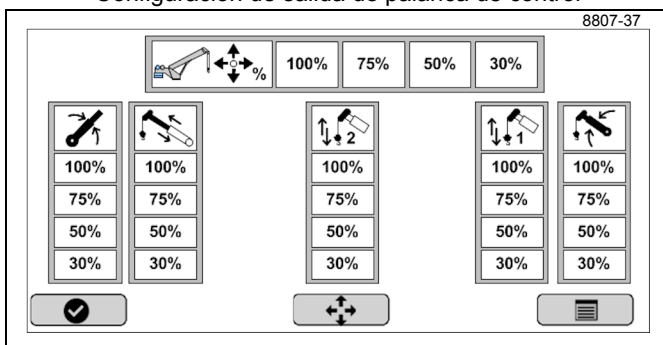 Configuración de salida de palanca de control
8807-37
% 100% 75% 50% 30%
2 1
100% 100% 100% 100% 100%
75% 75% 75% 75% 75%
50% 50% 50% 50% 50%
30% 30% 30% 30% 30%